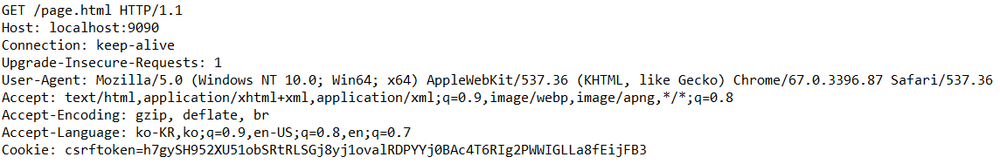 GET /page.html HTTP/1.1
Host: localhost:9090
Connection: keep-alive
Upgrade-Insecure-Requests: 1
User-Agent: Mozilla/5.0 (Windows NT 10.0; Win64; x64) AppleWebKit/537.36 (KHTML, like Gecko) Chrome/67.0.3396.87 Safari/537.36
Accept: text/html,application/xhtml+xml,application/xml;q=0.9,image/webp,image/apng,*/*;q=0.8
Accept-Encoding: gzip, deflate, br
Accept-Language: ko-KR,ko;q=0.9,en-US;q=0.8,en;q=0.7
Cookie: csrftoken=h7gySH952XU51obSRtRLSGj8yj1ovalRDPYYj0BAc4T6RIg2PWWIGLLa8fEijFB3